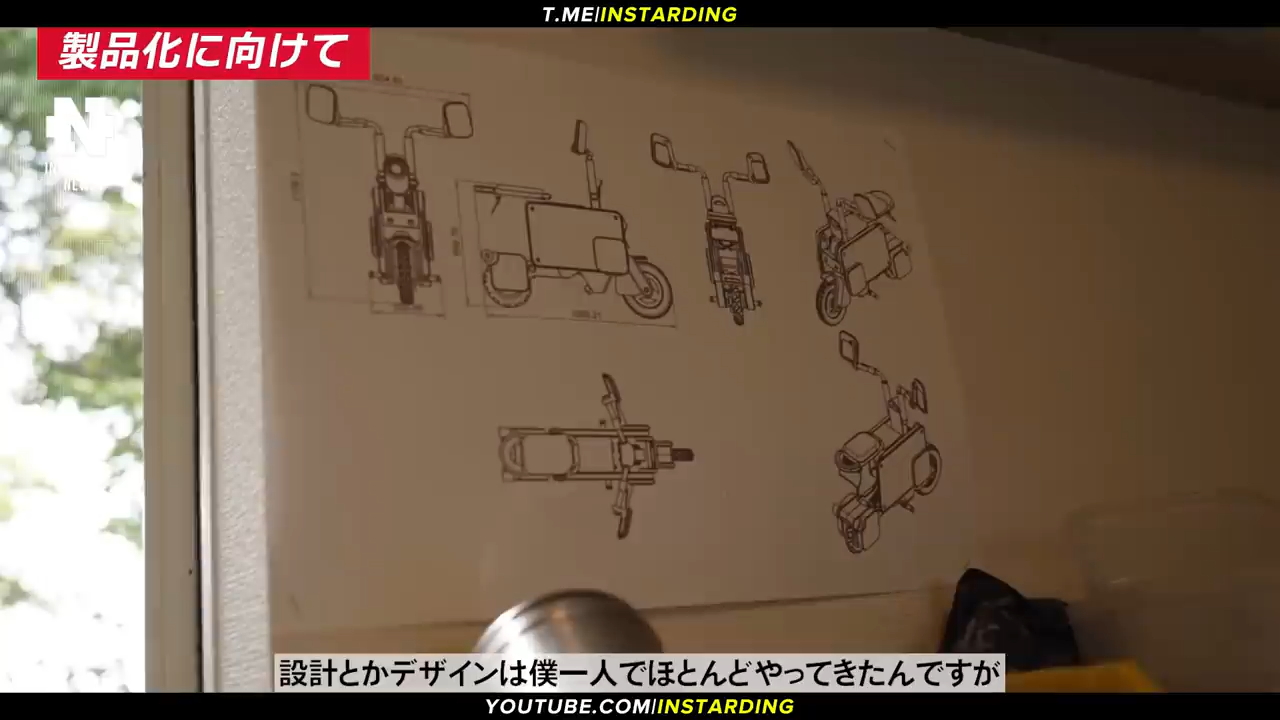 T.ME|INSTARDING
製品化に向けて
N
設計とかデザインは僕一人でほとんどやってきたんですが
YOUTUBE.COM|INSTARDING